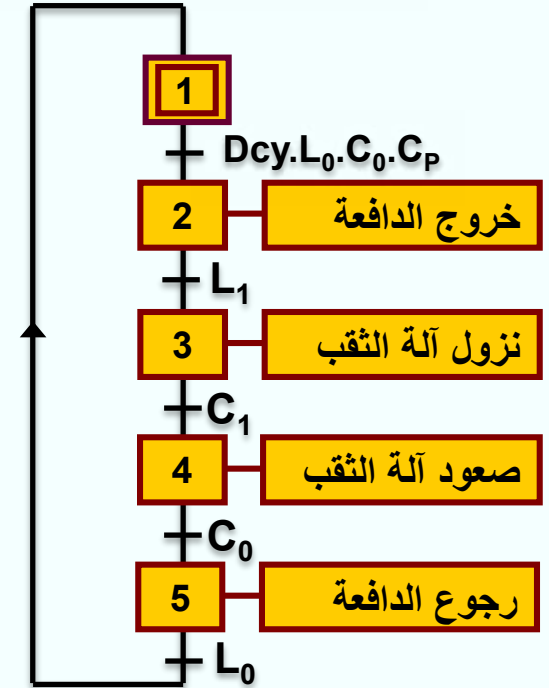 1
Dcy.L₀.C₀.Cₚ
2 خروج الدافعة
L₁
3 نزول آلة الثقب
C₁
4 صعود آلة الثقب
C₀
5 رجوع الدافعة
L₀